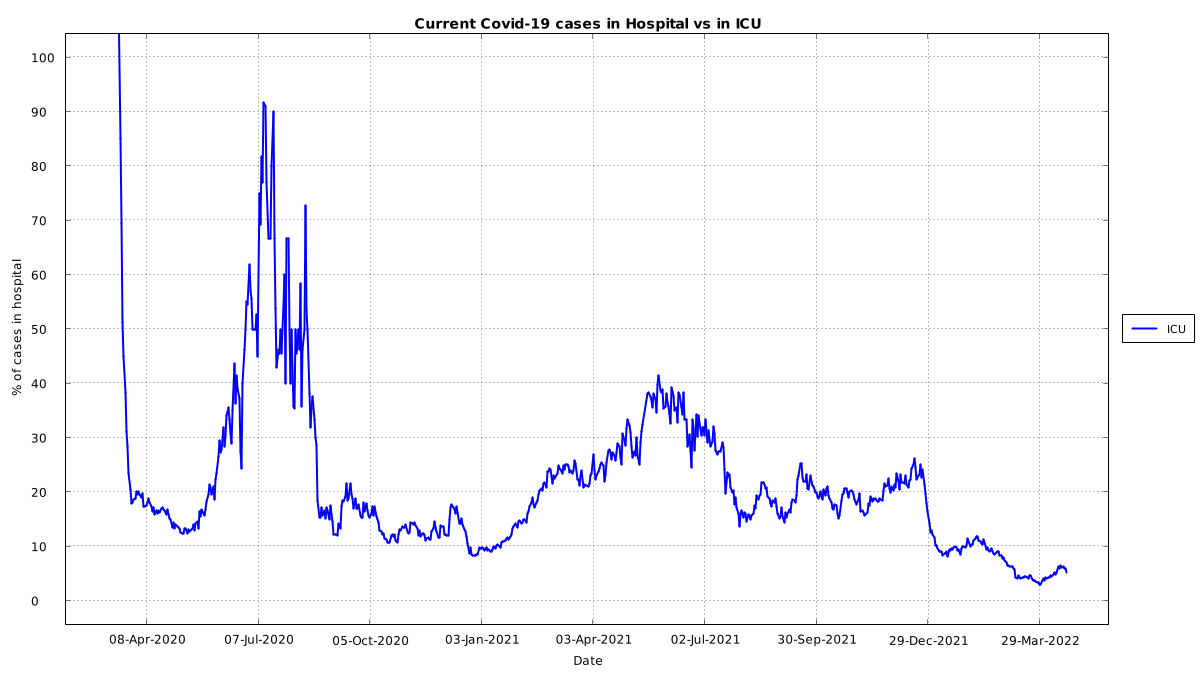 Current Covid-19 cases in Hospital vs in ICU
100
90
80
70
60
50
40
30
20
10
0
% of cases in hospital
08-Apr-2020
07-Jul-2020
05-Oct-2020
03-Jan-2021
03-Apr-2021
02-Jul-2021
30-Sep-2021
29-Dec-2021
29-Mar-2022
Date
ICU